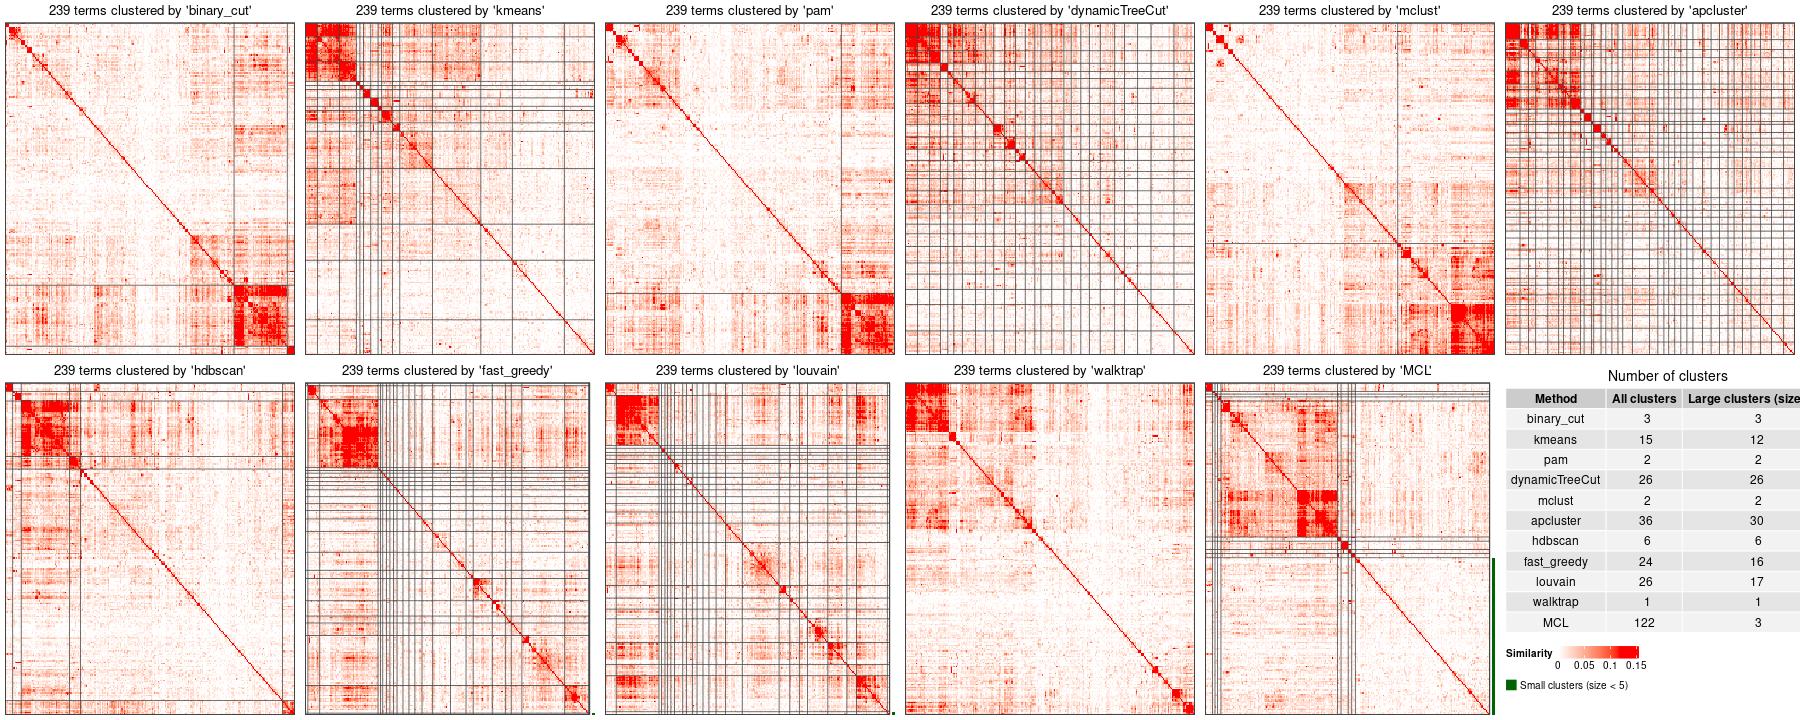 239 terms clustered by 'binary_cut'
239 terms clustered by 'kmeans'
239 terms clustered by 'pam'
239 terms clustered by 'dynamicTreeCut'
239 terms clustered by 'mclust'
239 terms clustered by 'apcluster'
239 terms clustered by 'hdbscan'
239 terms clustered by 'fast_greedy'
239 terms clustered by 'louvain'
239 terms clustered by 'walktrap'
239 terms clustered by 'MCL'
Number of clusters
Method All clusters Large clusters (size
binary_cut 3 3
kmeans 15 12
pam 2 2
dynamicTreeCut 26 26
mclust 2 2
apcluster 36 30
hdbscan 6 6
fast_greedy 24 16
louvain 26 17
walktrap 1 1
MCL 122 3
Similarity
0 0.05 0.1 0.15
Small clusters (size < 5)